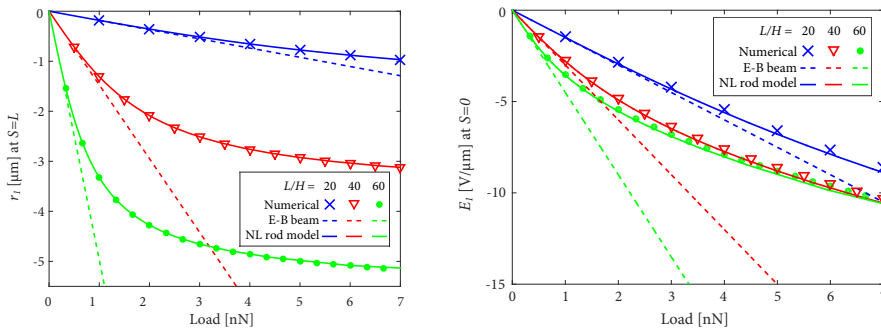 0
-1
-2
-3
-4
-5
0 1 2 3 4 5 6 7
r₁ [μm] at S=L
Load [nN]
L/H = 20 40 60
Numerical
E-B beam
NL rod model
0
-5
-10
-15
0 1 2 3 4 5 6 7
E₁ [V/μm] at S=0
Load [nN]
L/H = 20 40 60
Numerical
E-B beam
NL rod model